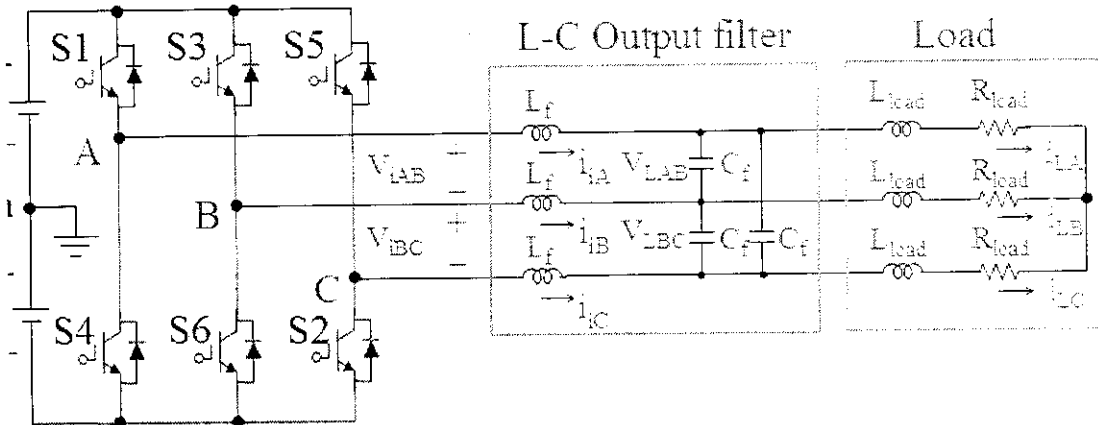 L-C Output filter
Load
S1
S3
S5
L_f
L_load
R_load
A
V_iAB
+
−
i_iA
V_LAB
C_f
i_LA
L_f
L_load
R_load
B
V_iBC
+
−
i_iB
V_LBC
C_f
C_f
i_LB
L_f
L_load
R_load
C
i_iC
i_LC
S4
S6
S2